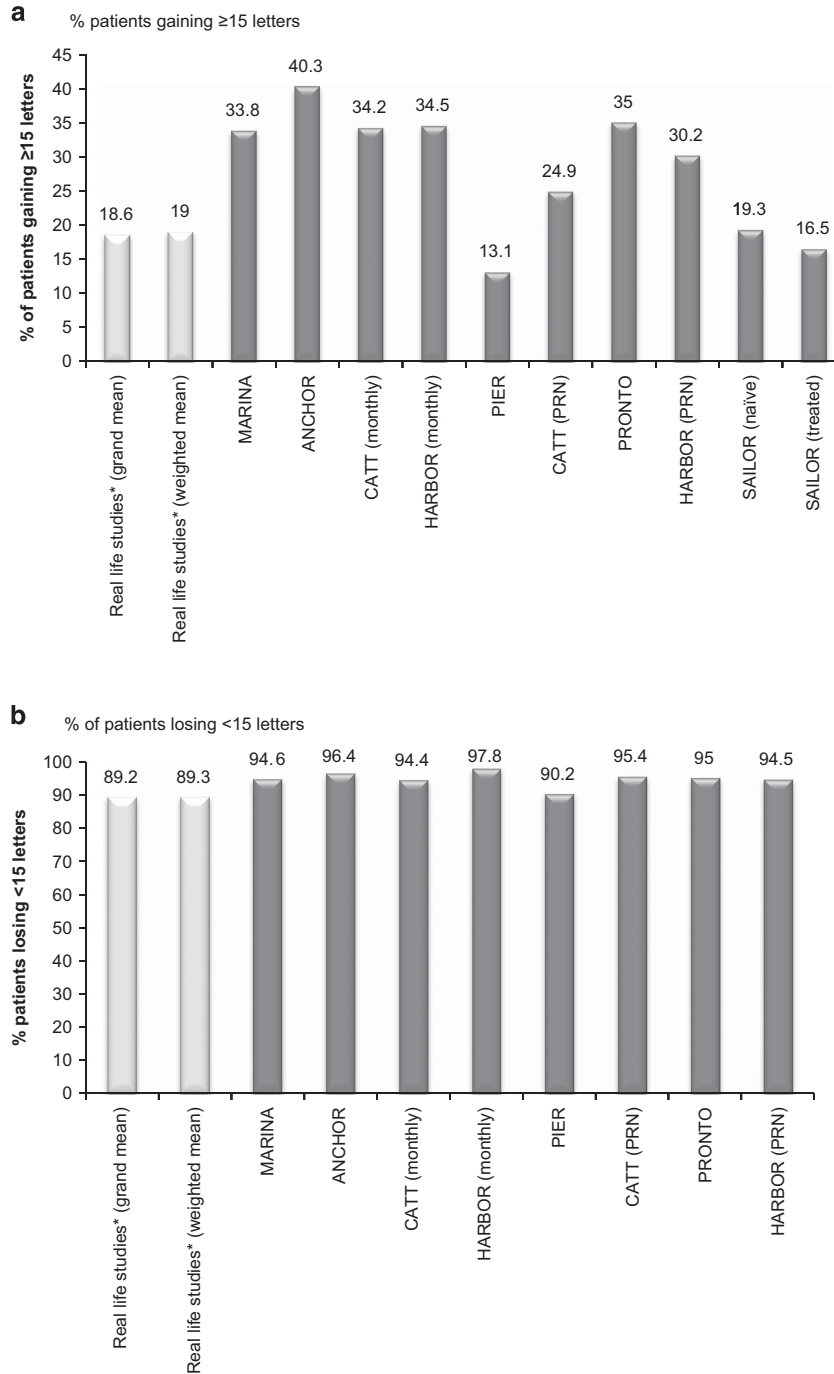 a
% patients gaining ≥15 letters
% of patients gaining ≥15 letters
45
40
35
30
25
20
15
10
5
0
18.6
19
33.8
40.3
34.2
34.5
13.1
24.9
35
30.2
19.3
16.5
Real life studies* (grand mean)
Real life studies* (weighted mean)
MARINA
ANCHOR
CATT (monthly)
HARBOR (monthly)
PIER
CATT (PRN)
PRONTO
HARBOR (PRN)
SAILOR (naïve)
SAILOR (treated)
b
% of patients losing <15 letters
% patients losing <15 letters
100
90
80
70
60
50
40
30
20
10
0
89.2
89.3
94.6
96.4
94.4
97.8
90.2
95.4
95
94.5
Real life studies* (grand mean)
Real life studies* (weighted mean)
MARINA
ANCHOR
CATT (monthly)
HARBOR (monthly)
PIER
CATT (PRN)
PRONTO
HARBOR (PRN)